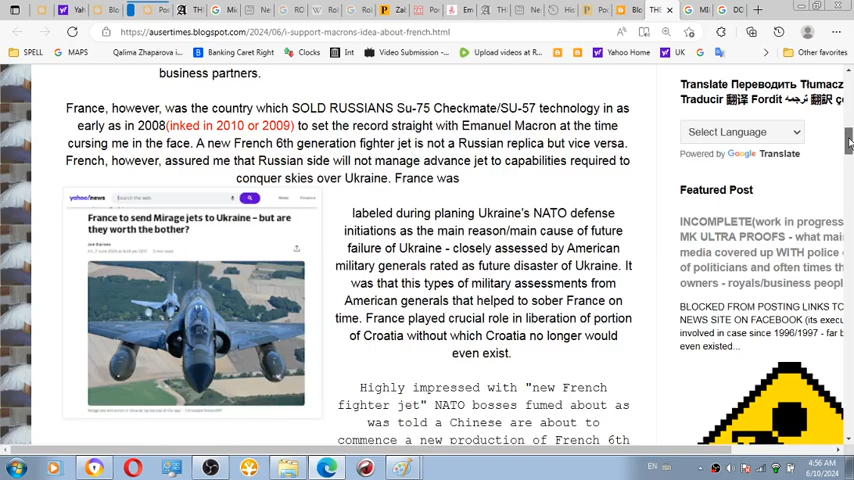 https://ausertimes.blogspot.com/2024/06/i-support-macrons-idea-about-french.html
SPELL
GMAPS
Qalima Zhaparova i...
Banking Caret Right
Clocks
Int
Video Submission...
Upload videos at R...
Yahoo Home
UK
Other favorites
business partners.
France, however, was the country which SOLD RUSSIANS Su-75 Checkmate/SU-57 technology in as
early as in 2008(inked in 2010 or 2009) to set the record straight with Emanuel Macron at the time
cursing me in the face. A new French 6th generation fighter jet is not a Russian replica but vice versa.
French, however, assured me that Russian side will not manage advance jet to capabilities required to
conquer skies over Ukraine. France was
yahoo/news
Search the web
News
Finance
France to send Mirage jets to Ukraine – but are
they worth the bother?
labeled during planing Ukraine's NATO defense
initiations as the main reason/main cause of future
failure of Ukraine - closely assessed by American
military generals rated as future disaster of Ukraine. It
was that this types of military assessments from
American generals that helped to sober France on
time. France played crucial role in liberation of portion
of Croatia without which Croatia no longer would
even exist.
Highly impressed with "new French
fighter jet" NATO bosses fumed about as
was told a Chinese are about to
commence a new production of French 6th
Translate Переводить Tłumacz
Traducir 翻译 Fordít ترجمه 翻訳
Select Language
Powered by Google Translate
Featured Post
INCOMPLETE(work in progress
MK ULTRA PROOFS - what mai
media covered up WITH police
of politicians and often times th
owners - royals/business peopl
BLOCKED FROM POSTING LINKS TO
NEWS SITE ON FACEBOOK (its execu
involved in case since 1996/1997 - far b
even existed...
EN
4:56 AM
6/10/2024